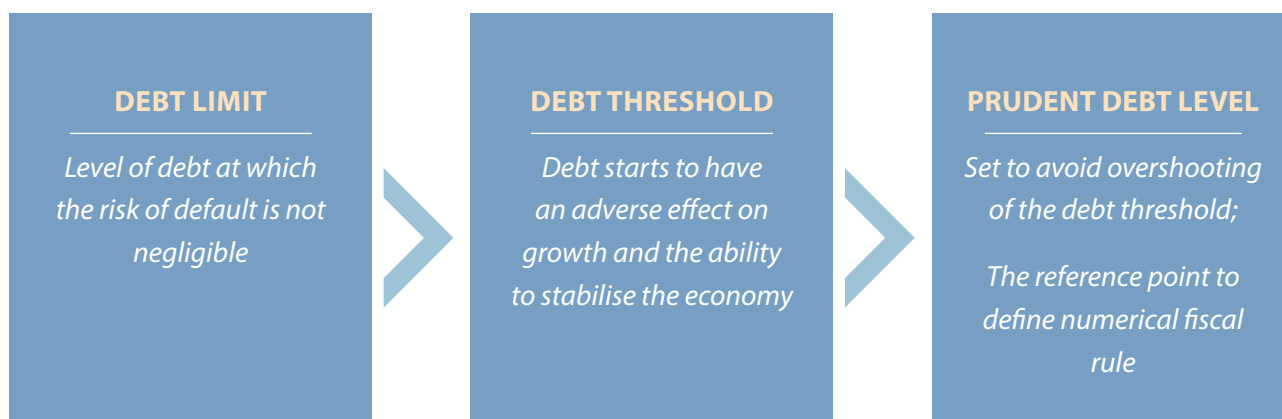 DEBT LIMIT
Level of debt at which
the risk of default is not
negligible
DEBT THRESHOLD
Debt starts to have
an adverse effect on
growth and the ability
to stabilise the economy
PRUDENT DEBT LEVEL
Set to avoid overshooting
of the debt threshold;
The reference point to
define numerical fiscal
rule